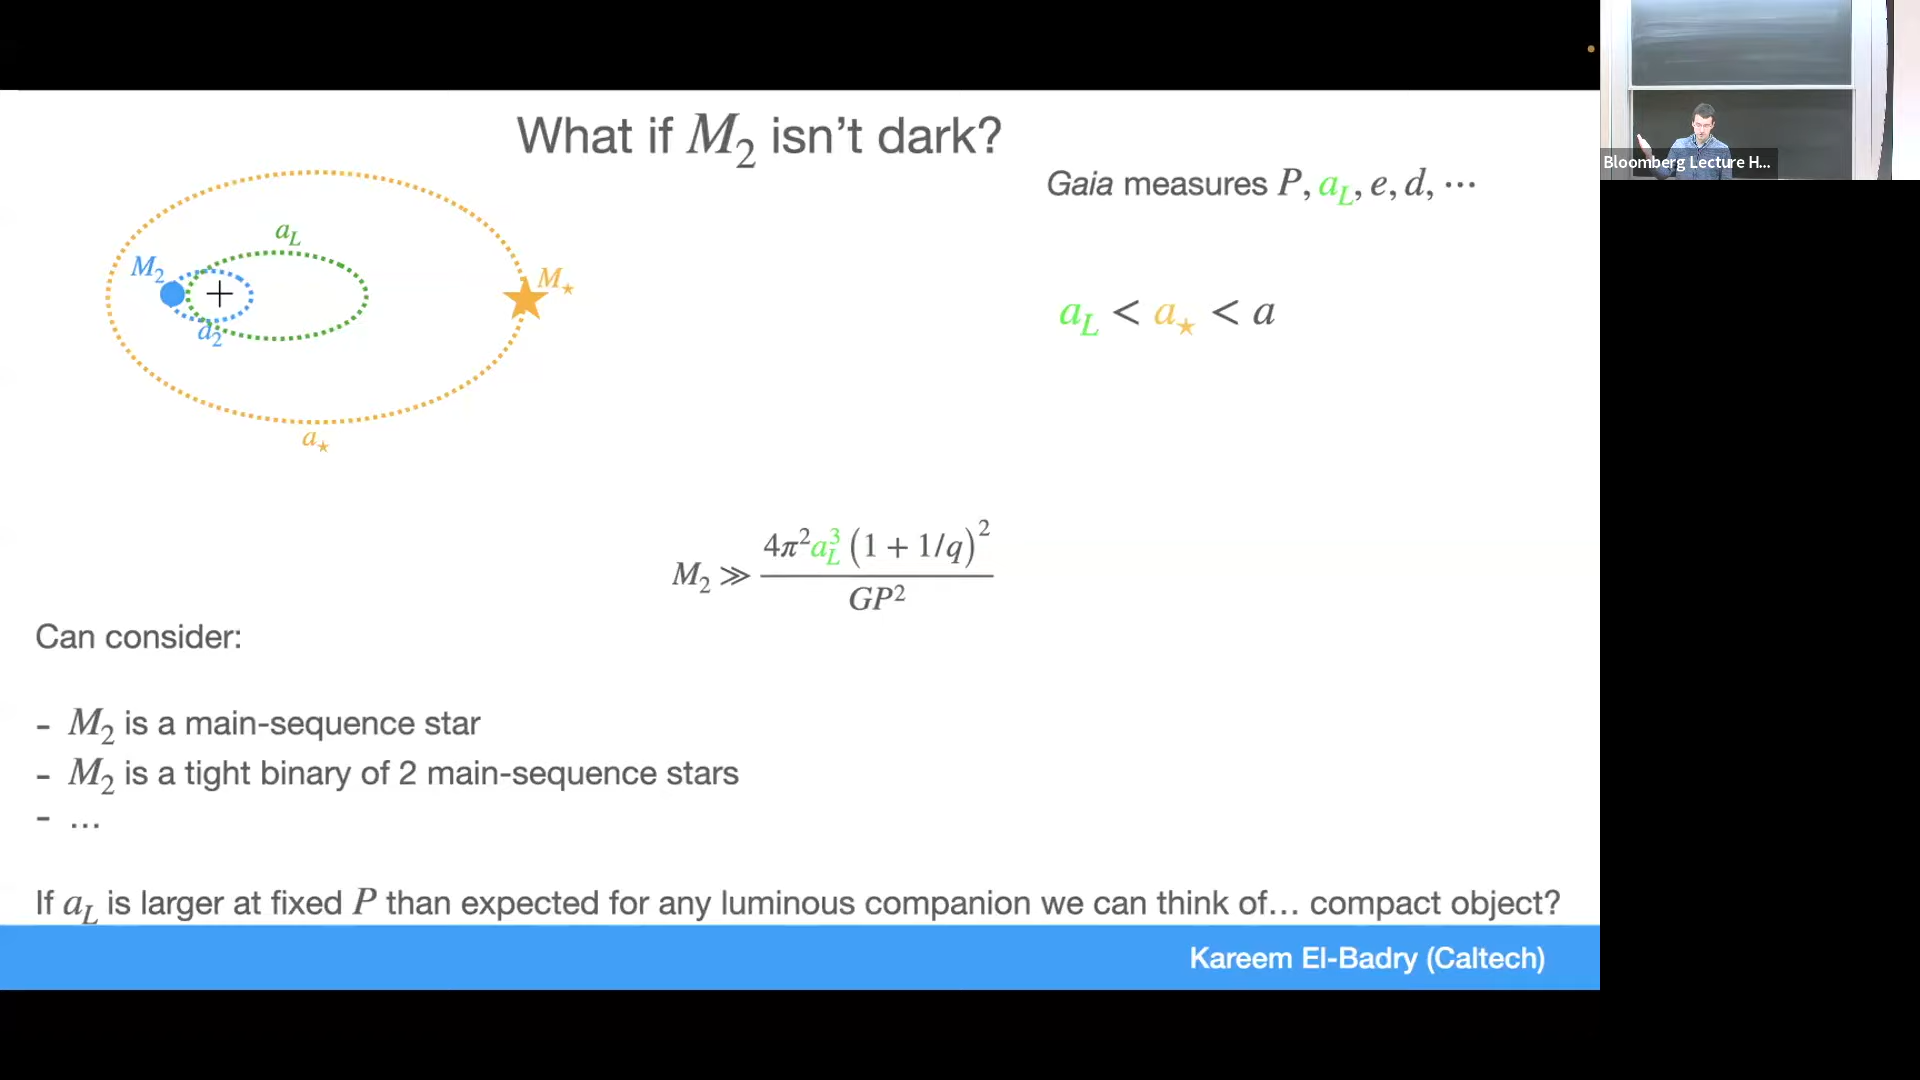 What if M₂ isn’t dark?
Gaia measures P, a_L, e, d, ⋯
a_L
M₂
M⋆
a₂
a⋆
a_L < a⋆ < a
M₂ ≫ 4π²a_L³ (1 + 1/q)² / GP²
Can consider:
- M₂ is a main-sequence star
- M₂ is a tight binary of 2 main-sequence stars
- …
If a_L is larger at fixed P than expected for any luminous companion we can think of… compact object?
Kareem El-Badry (Caltech)
Bloomberg Lecture H...